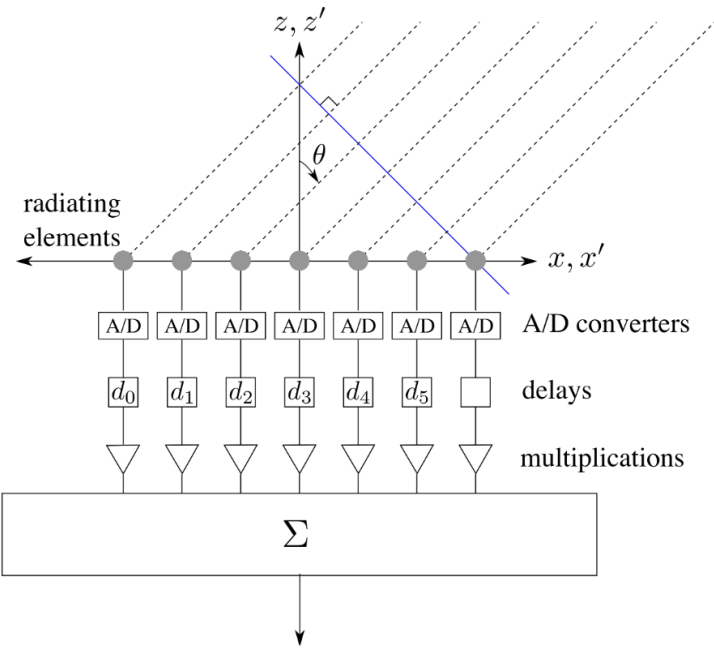 z, z′
θ
radiating
elements
x, x′
A/D A/D A/D A/D A/D A/D A/D A/D converters
d₀ d₁ d₂ d₃ d₄ d₅ delays
multiplications
Σ